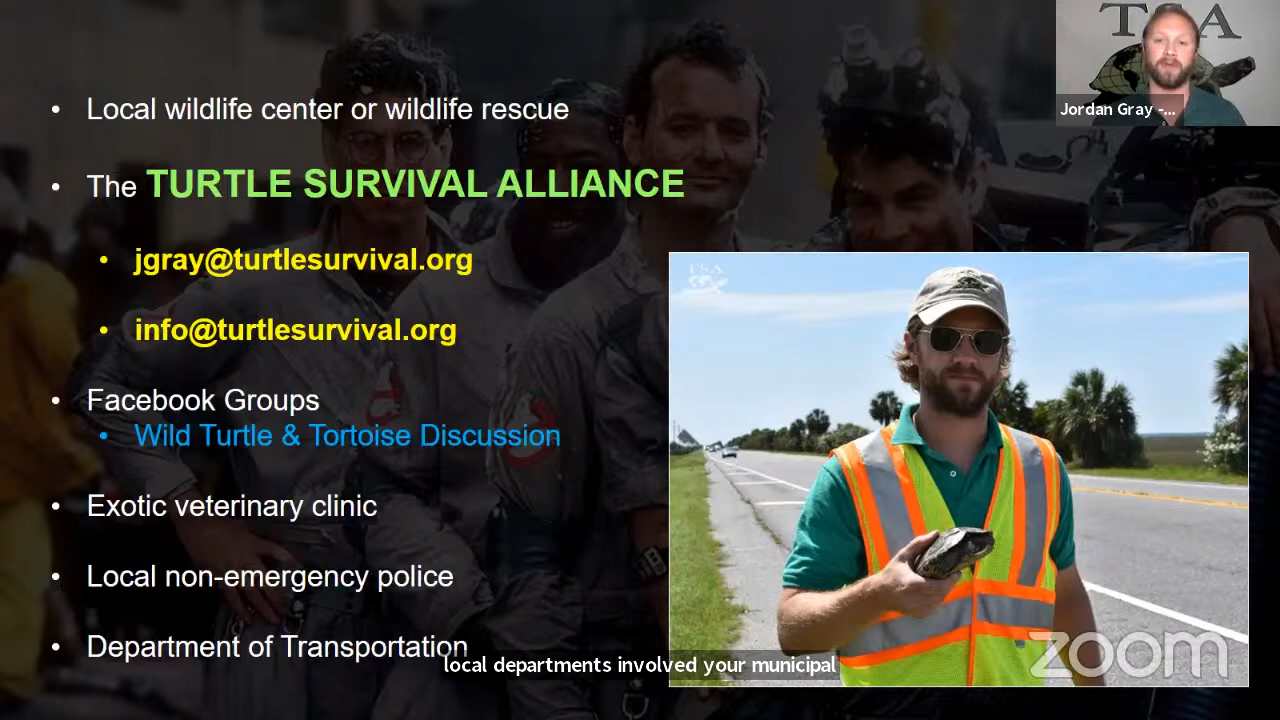 TSA
Jordan Gray -...
• Local wildlife center or wildlife rescue
• The TURTLE SURVIVAL ALLIANCE
• jgray@turtlesurvival.org
• info@turtlesurvival.org
• Facebook Groups
• Wild Turtle & Tortoise Discussion
• Exotic veterinary clinic
• Local non-emergency police
• Department of Transportation
TSA
local departments involved your municipal
zoom